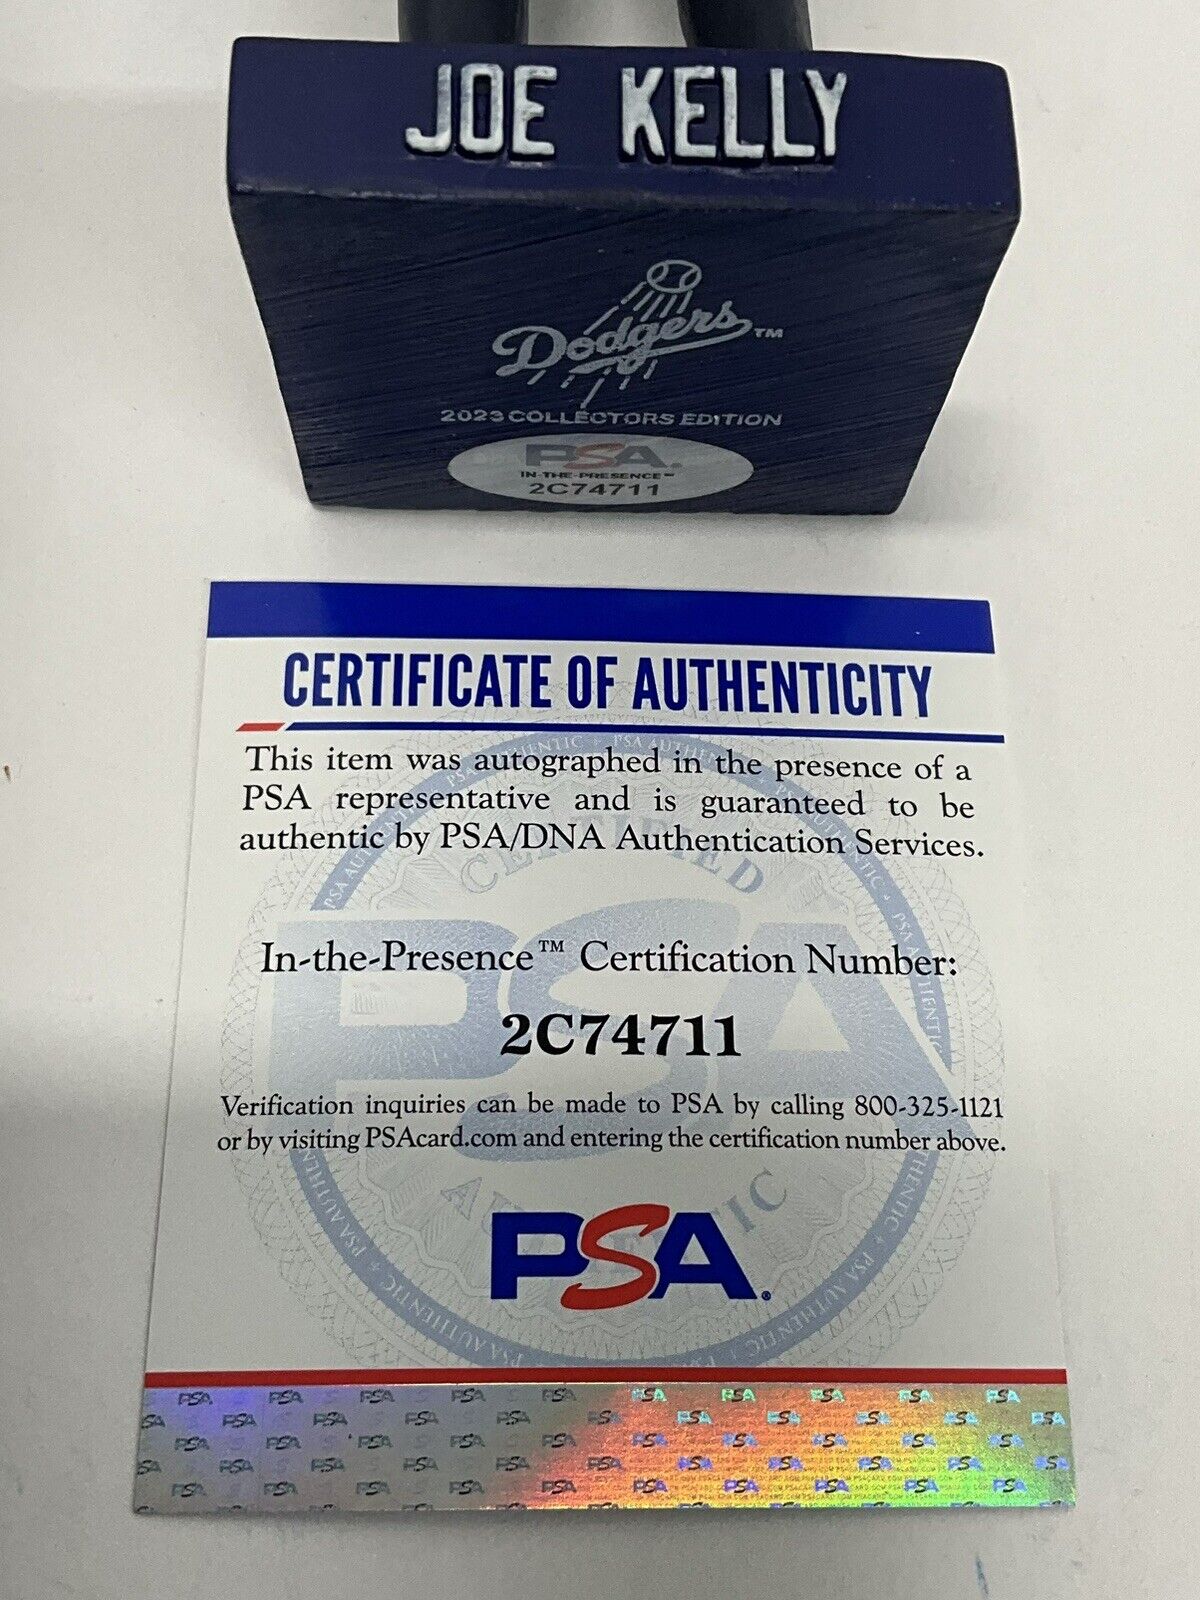 JOE KELLY
Dodgers™
2023 COLLECTORS EDITION
PSA.
IN-THE-PRESENCE™
2C74711
CERTIFICATE OF AUTHENTICITY
This item was autographed in the presence of a
PSA representative and is guaranteed to be
authentic by PSA/DNA Authentication Services.
CERTIFIED
In-the-Presence™ Certification Number:
2C74711
Verification inquiries can be made to PSA by calling 800-325-1121
or by visiting PSAcard.com and entering the certification number above.
PSA®